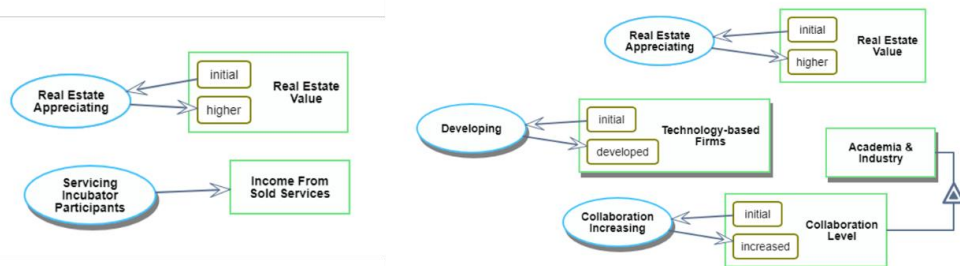 initial
Real Estate
Value
Real Estate
Appreciating
higher
Servicing
Incubator
Participants
Income From
Sold Services
Real Estate
Appreciating
initial
higher
Real Estate
Value
Developing
initial
developed
Technology-based
Firms
Academia &
Industry
Collaboration
Increasing
initial
increased
Collaboration
Level